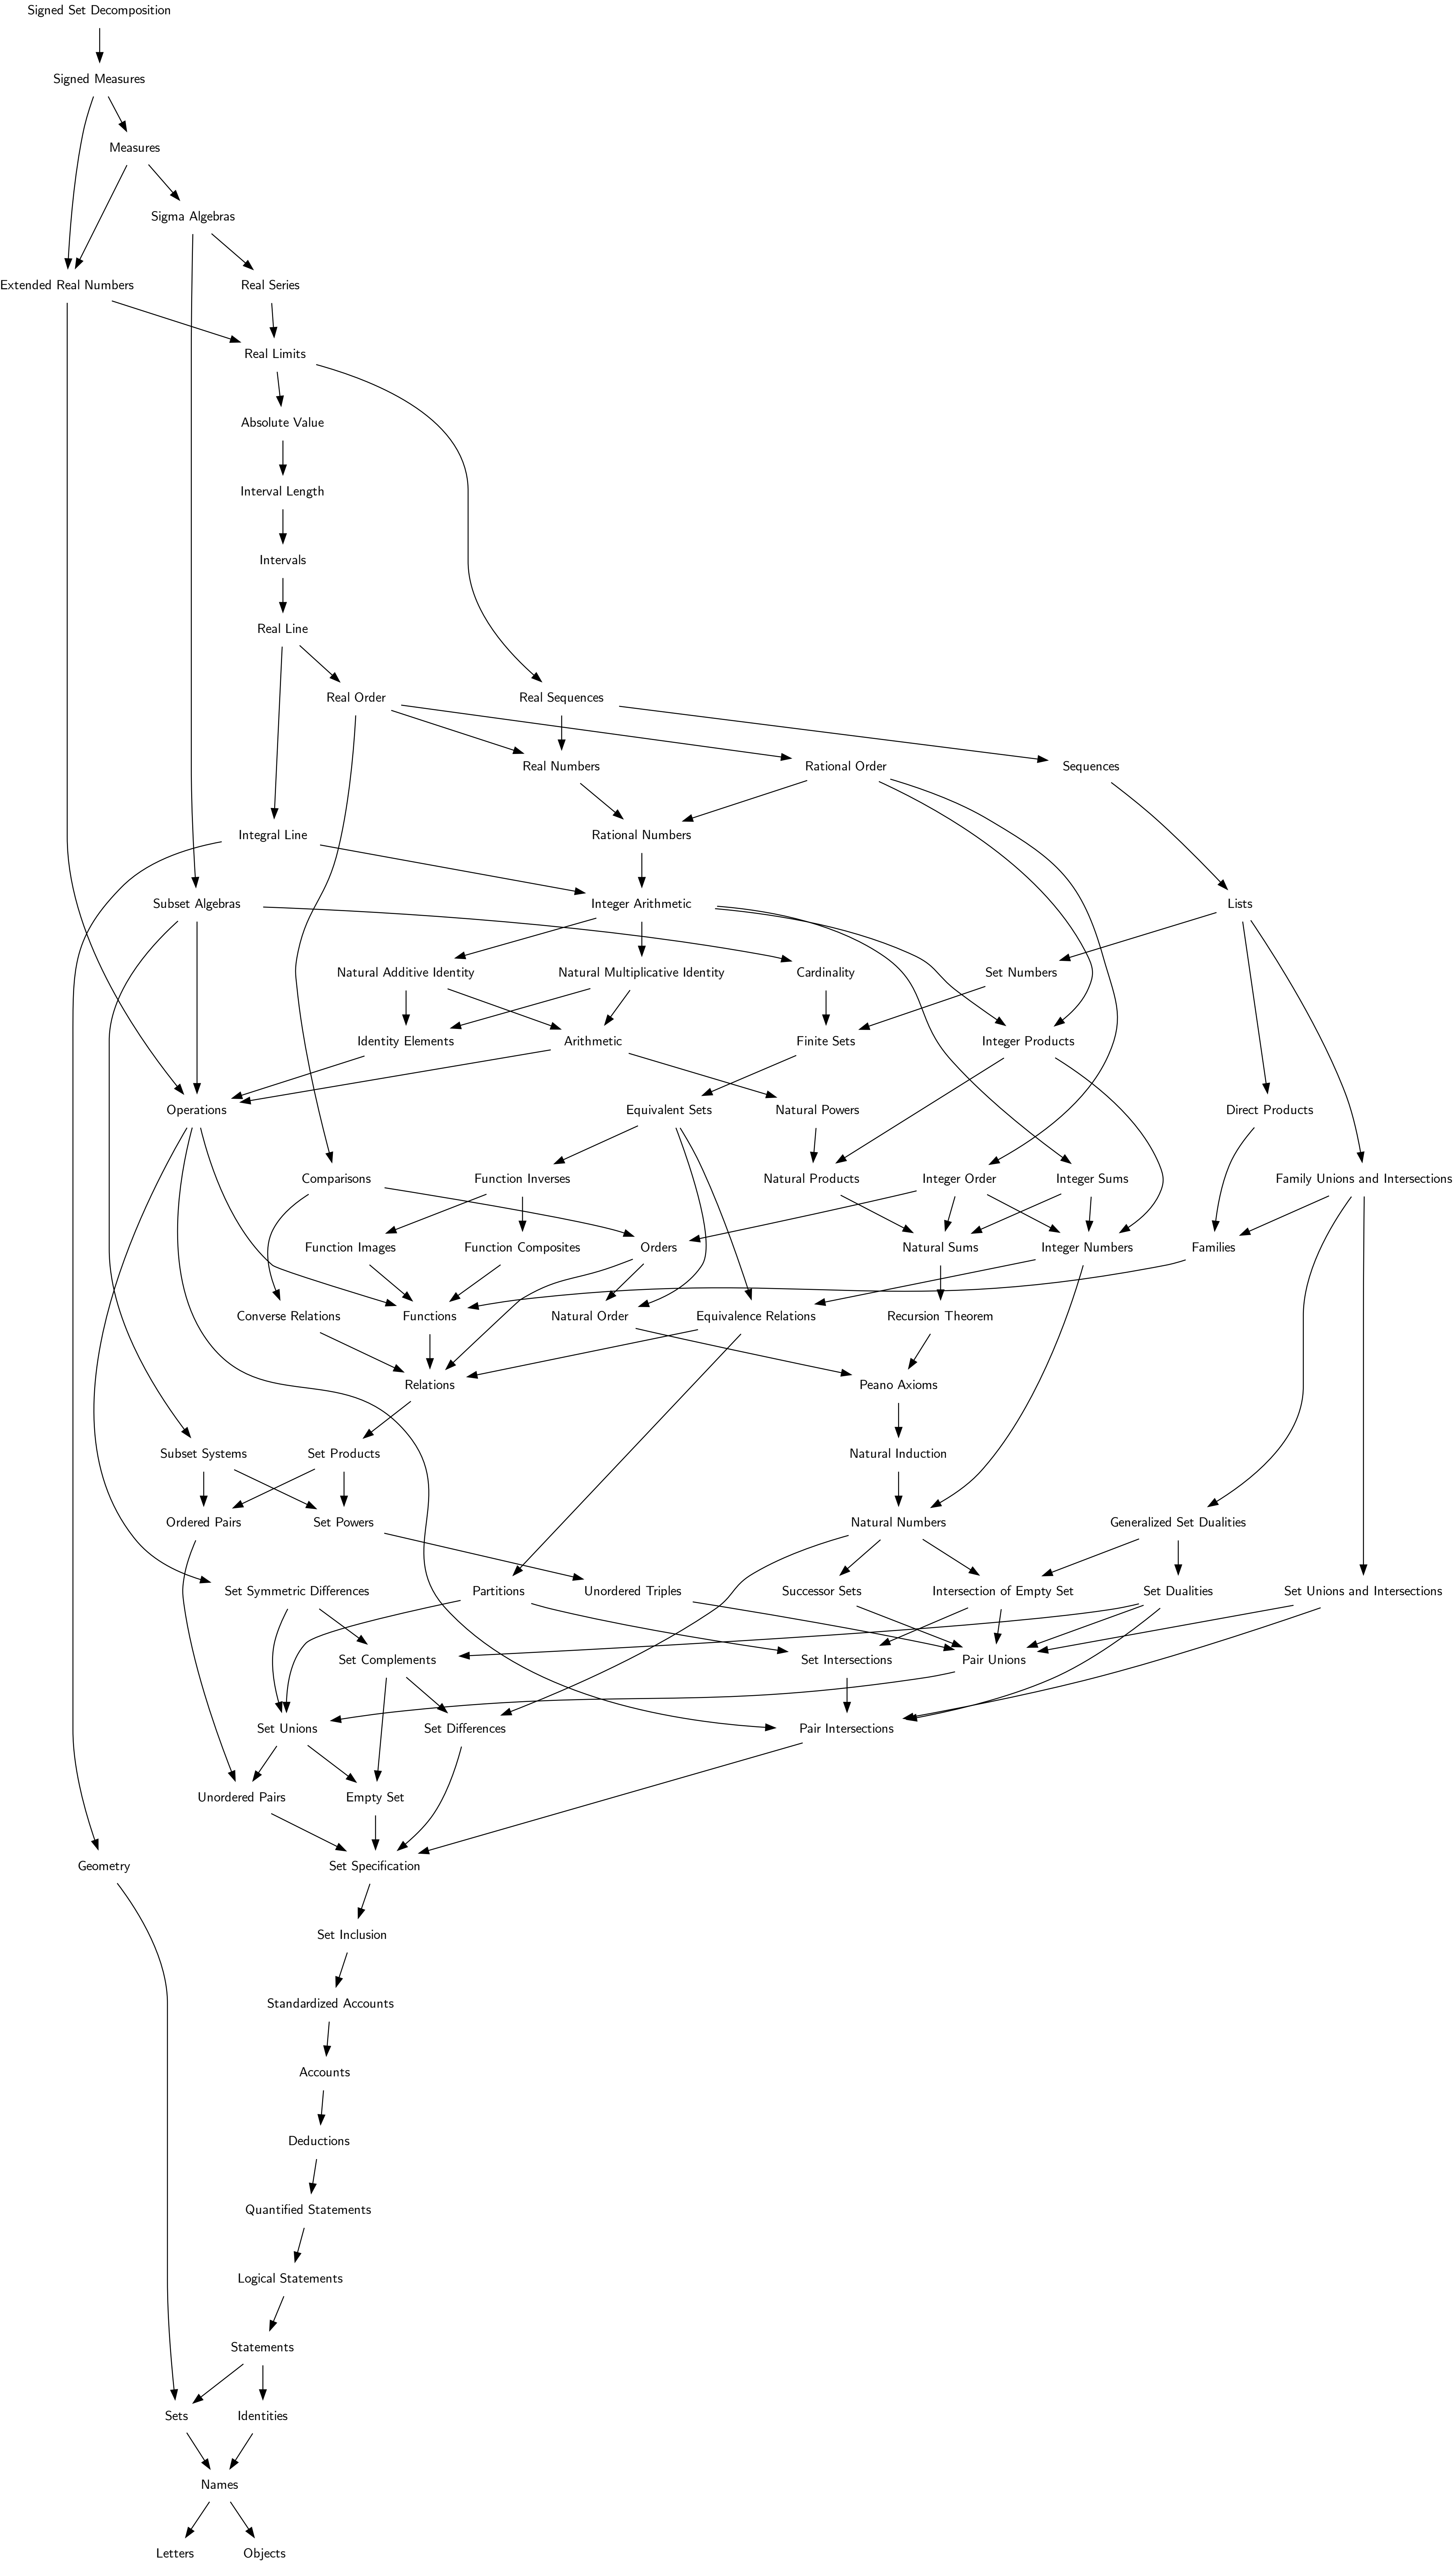 Signed Set Decomposition
Signed Measures
Measures
Sigma Algebras
Extended Real Numbers
Real Series
Real Limits
Absolute Value
Interval Length
Intervals
Real Line
Real Order
Real Sequences
Real Numbers
Rational Order
Sequences
Integral Line
Rational Numbers
Subset Algebras
Integer Arithmetic
Lists
Natural Additive Identity
Natural Multiplicative Identity
Cardinality
Set Numbers
Identity Elements
Arithmetic
Finite Sets
Integer Products
Operations
Equivalent Sets
Natural Powers
Direct Products
Comparisons
Function Inverses
Natural Products
Integer Order
Integer Sums
Family Unions and Intersections
Function Images
Function Composites
Orders
Natural Sums
Integer Numbers
Families
Converse Relations
Functions
Natural Order
Equivalence Relations
Recursion Theorem
Relations
Peano Axioms
Subset Systems
Set Products
Natural Induction
Ordered Pairs
Set Powers
Natural Numbers
Generalized Set Dualities
Set Symmetric Differences
Partitions
Unordered Triples
Successor Sets
Intersection of Empty Set
Set Dualities
Set Unions and Intersections
Set Complements
Set Intersections
Pair Unions
Set Unions
Set Differences
Pair Intersections
Unordered Pairs
Empty Set
Geometry
Set Specification
Set Inclusion
Standardized Accounts
Accounts
Deductions
Quantified Statements
Logical Statements
Statements
Sets
Identities
Names
Letters
Objects